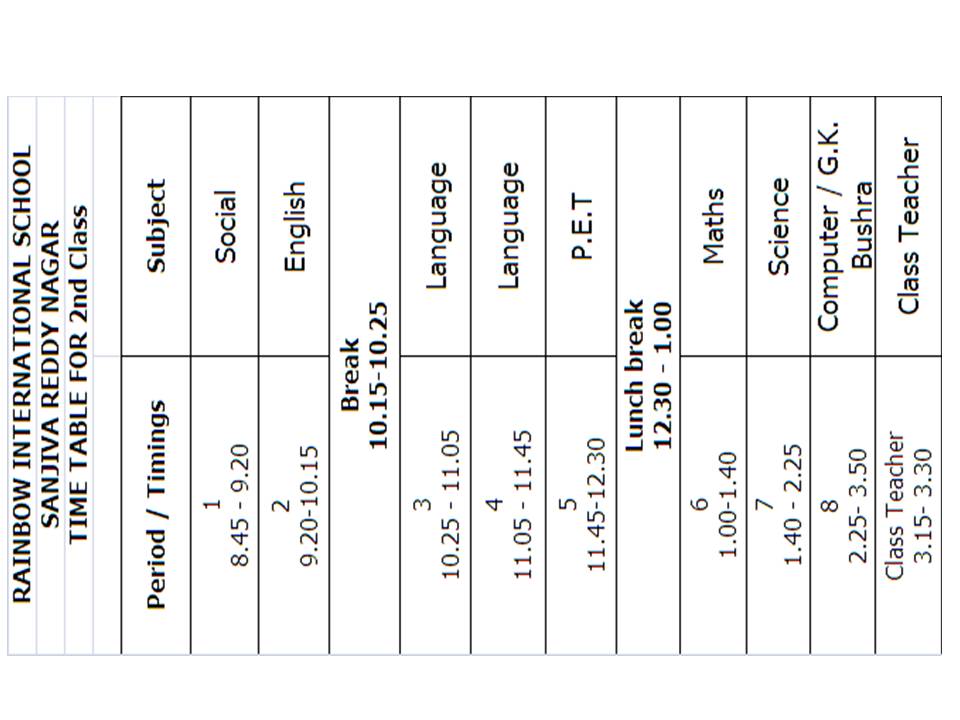 RAINBOW INTERNATIONAL SCHOOL
SANJIVA REDDY NAGAR
TIME TABLE FOR 2nd Class
Period / Timings Subject
1
8.45 - 9.20 Social
2
9.20-10.15 English
Break
10.15-10.25
3
10.25 - 11.05 Language
4
11.05 - 11.45 Language
5
11.45-12.30 P.E.T
Lunch break
12.30 - 1.00
6
1.00-1.40 Maths
7
1.40 - 2.25 Science
8 Computer / G.K.
2.25- 3.50 Bushra
Class Teacher
3.15- 3.30 Class Teacher